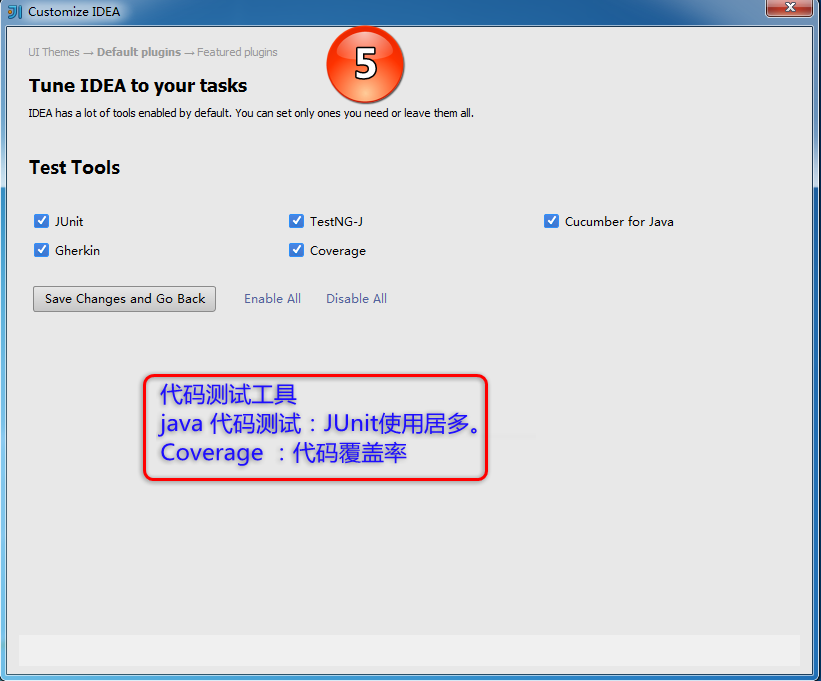 Customize IDEA
UI Themes → Default plugins → Featured plugins
5
Tune IDEA to your tasks
IDEA has a lot of tools enabled by default. You can set only ones you need or leave them all.
Test Tools
JUnit TestNG-J Cucumber for Java
Gherkin Coverage
Save Changes and Go Back Enable All Disable All
代码测试工具
java 代码测试：JUnit使用居多。
Coverage ：代码覆盖率